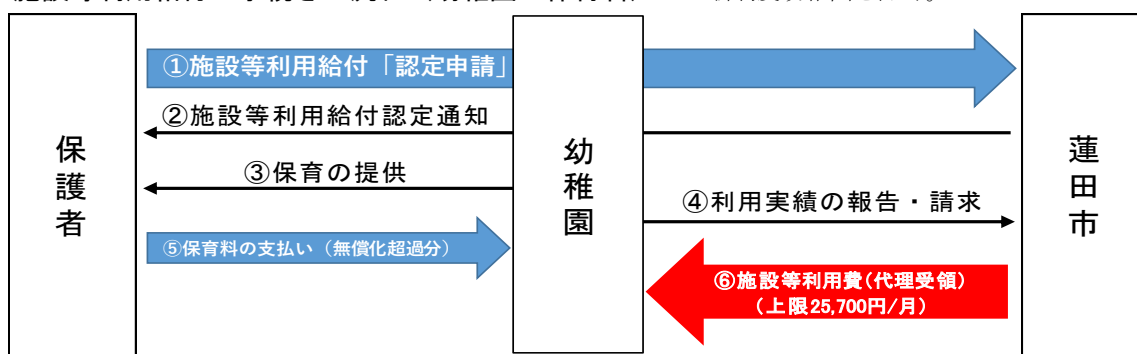 ①施設等利用給付「認定申請」
②施設等利用給付認定通知
③保育の提供
④利用実績の報告・請求
⑤保育料の支払い（無償化超過分）
⑥施設等利用費(代理受領)
(上限25,700円/月)
保護者
幼稚園
蓮田市